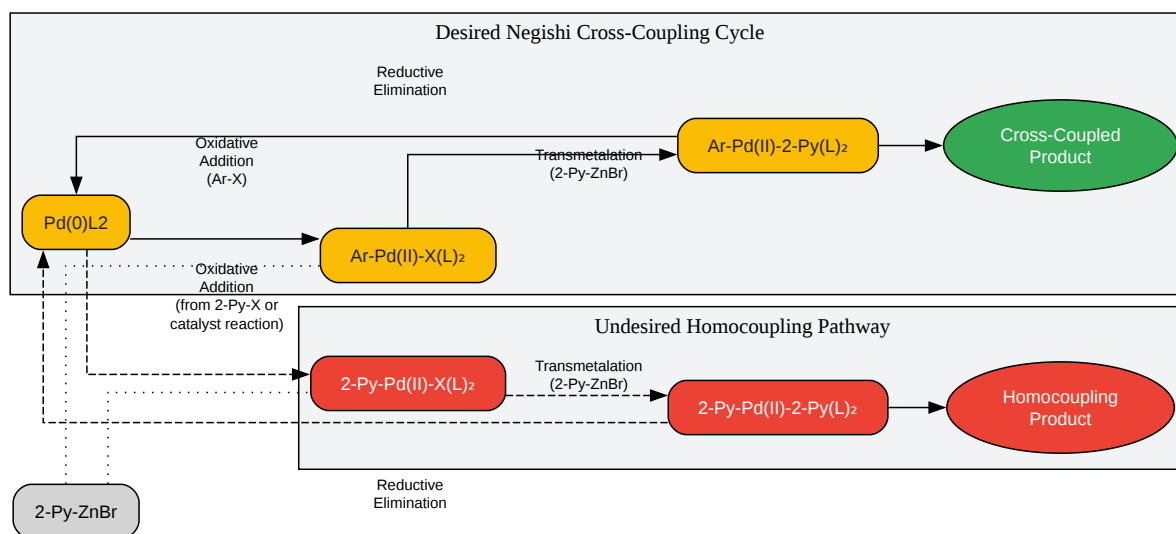 Desired Negishi Cross-Coupling Cycle
Reductive
Elimination
Oxidative
Addition
(Ar-X)
Transmetalation
(2-Py-ZnBr)
Ar-Pd(II)-2-Py(L)₂
Cross-Coupled
Product
Pd(0)L2
Ar-Pd(II)-X(L)₂
Oxidative
Addition
(from 2-Py-X or
catalyst reaction)
Undesired Homocoupling Pathway
2-Py-Pd(II)-X(L)₂
Transmetalation
(2-Py-ZnBr)
2-Py-Pd(II)-2-Py(L)₂
Homocoupling
Product
Reductive
Elimination
2-Py-ZnBr